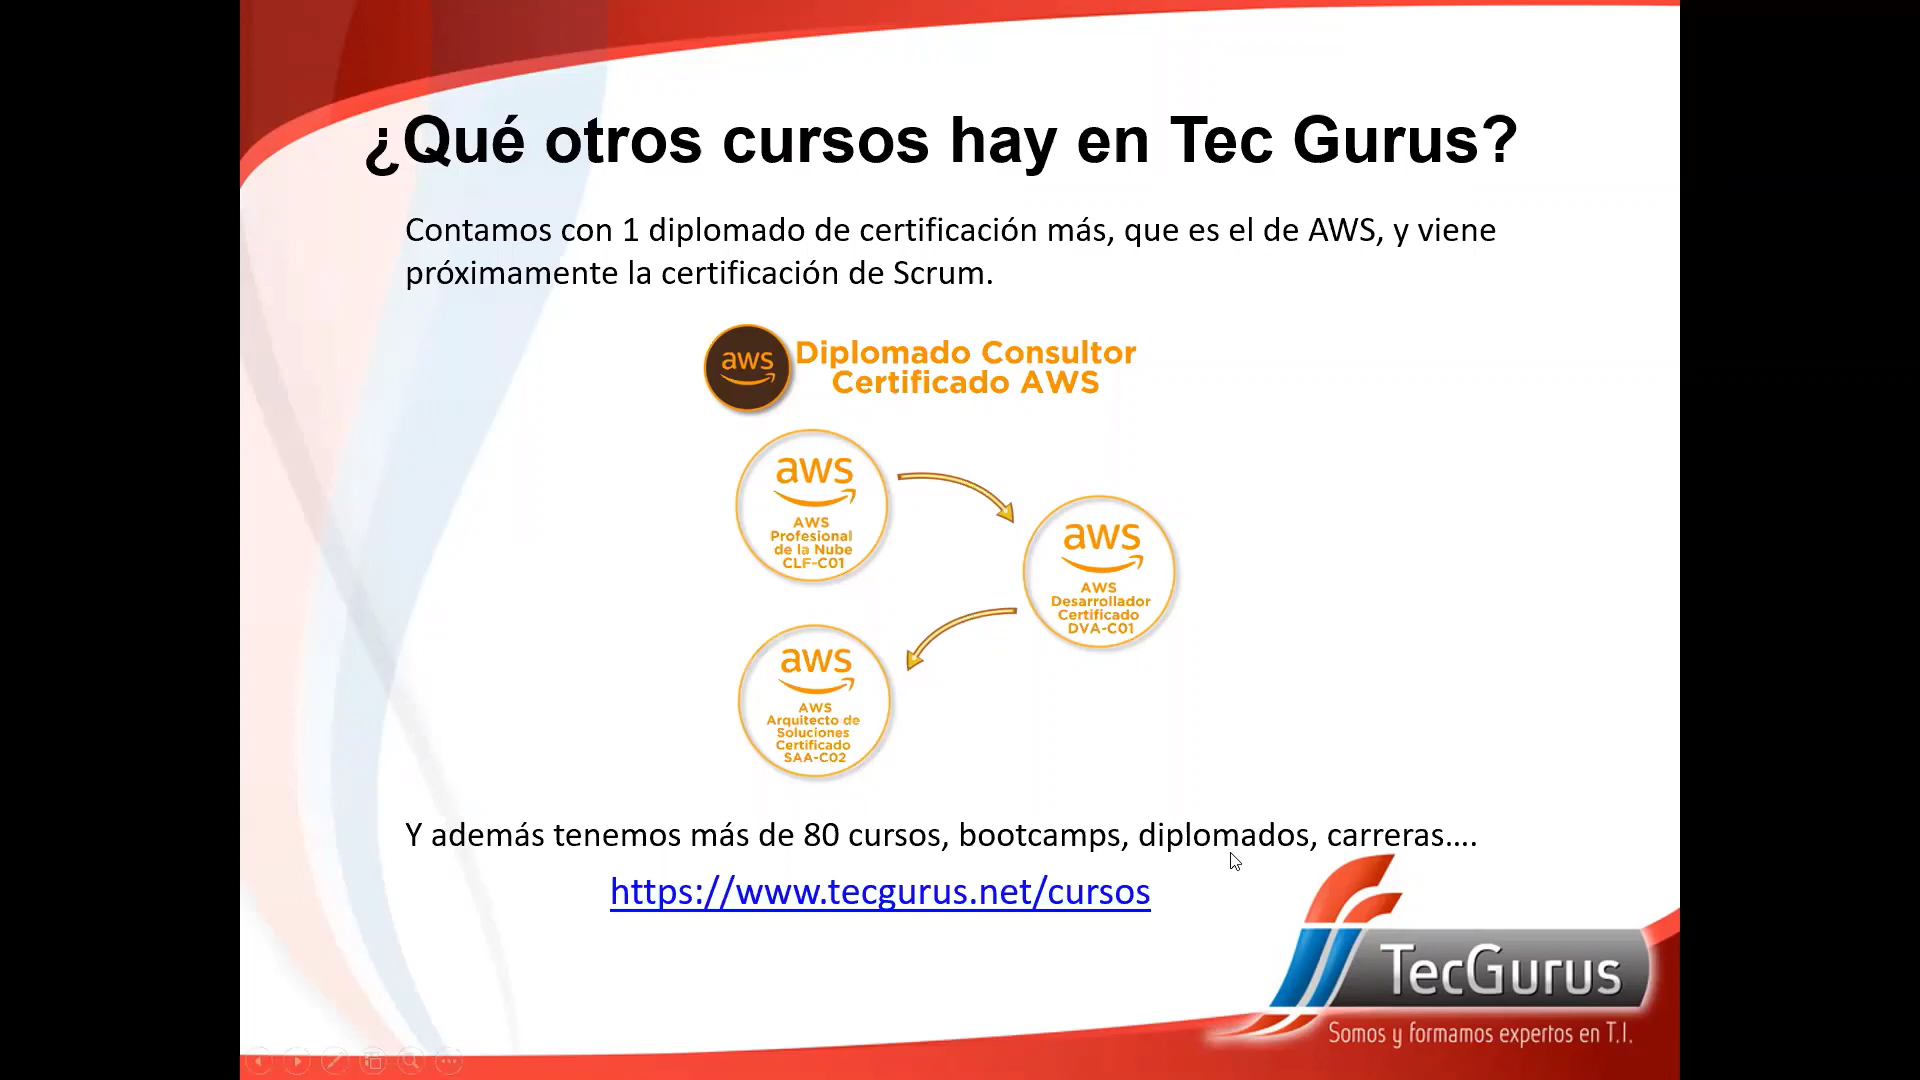 ¿Qué otros cursos hay en Tec Gurus?
Contamos con 1 diplomado de certificación más, que es el de AWS, y viene
próximamente la certificación de Scrum.
aws
Diplomado Consultor
Certificado AWS
aws
AWS
Profesional
de la Nube
CLF-C01
aws
AWS
Desarrollador
Certificado
DVA-C01
aws
AWS
Arquitecto de
Soluciones
Certificado
SAA-C02
Y además tenemos más de 80 cursos, bootcamps, diplomados, carreras....
https://www.tecgurus.net/cursos
TecGurus
Somos y formamos expertos en T.I.